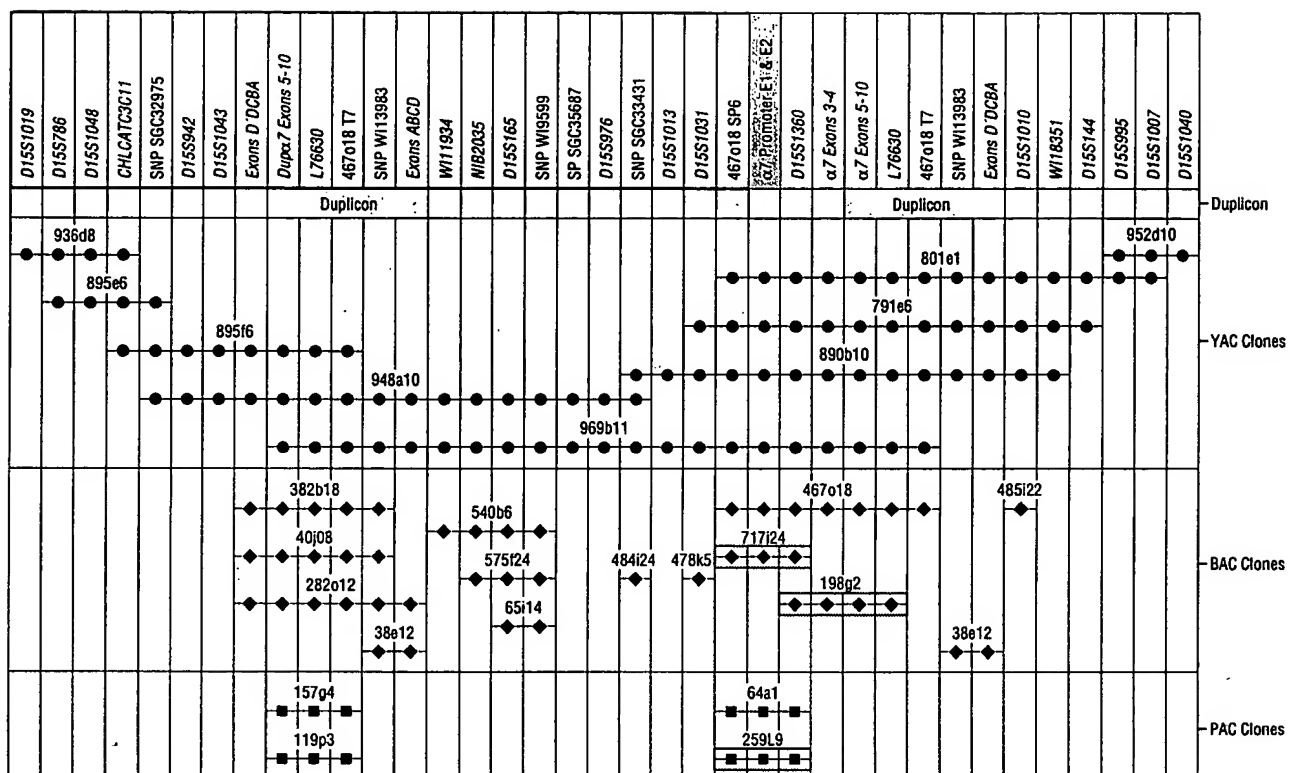 D15S1019
D15S786
D15S1048
CHLCATC3C11
SNP SGC32975
D15S942
D15S1043
Exons D'DCBA
Dupα7 Exons 5-10
L76630
467o18 T7
SNP WI13983
Exons ABCD
WI11934
NIB2035
D15S165
SNP WI9599
SP SGC35687
D15S976
SNP SGC33431
D15S1013
D15S1031
467o18 SP6
α7 Promoter E1 & E2
D15S1360
α7 Exons 3-4
α7 Exons 5-10
L76630
467o18 T7
SNP WI13983
Exons D'DCBA
D15S1010
WI18351
D15S144
D15S995
D15S1007
D15S1040
Duplicon Duplicon Duplicon
936d8 952d10
801e1
895e6 791e6
895f6 YAC Clones
890b10
948a10
969b11
382b18 467o18 485i22
540b6
40j08 717i24
575f24 484i24 478k5 BAC Clones
282o12 198g2
65i14
38e12 38e12
157g4 64a1
PAC Clones
119p3 259L9